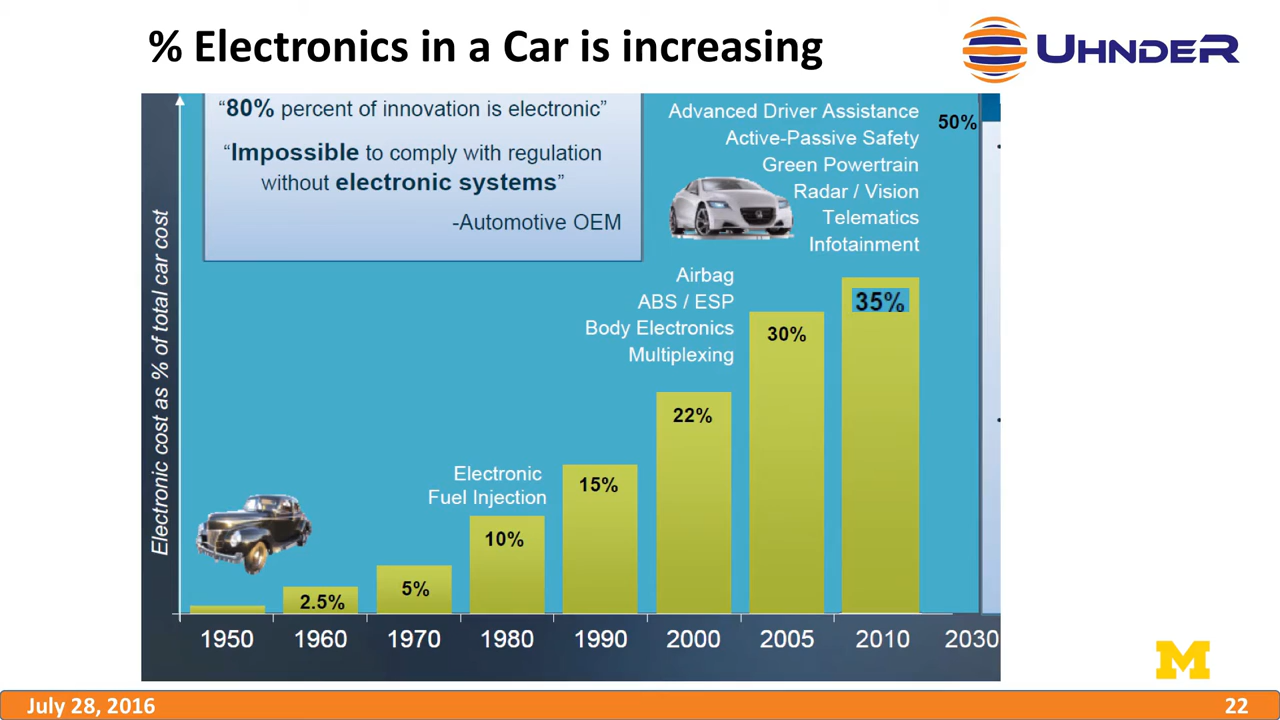 % Electronics in a Car is increasing
UHNDER
“80% percent of innovation is electronic”
“Impossible to comply with regulation
without electronic systems”
-Automotive OEM
Advanced Driver Assistance
Active-Passive Safety
Green Powertrain
Radar / Vision
Telematics
Infotainment
50%
Airbag
ABS / ESP
Body Electronics
Multiplexing
Electronic
Fuel Injection
2.5%
5%
10%
15%
22%
30%
35%
Electronic cost as % of total car cost
1950 1960 1970 1980 1990 2000 2005 2010 2030
M
July 28, 2016
22